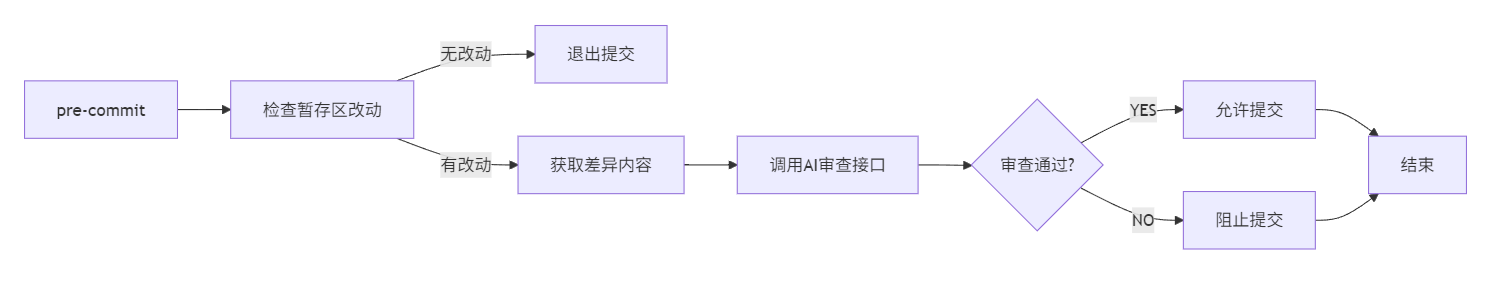 pre-commit
检查暂存区改动
无改动
退出提交
有改动
获取差异内容
调用AI审查接口
审查通过?
YES
允许提交
NO
阻止提交
结束